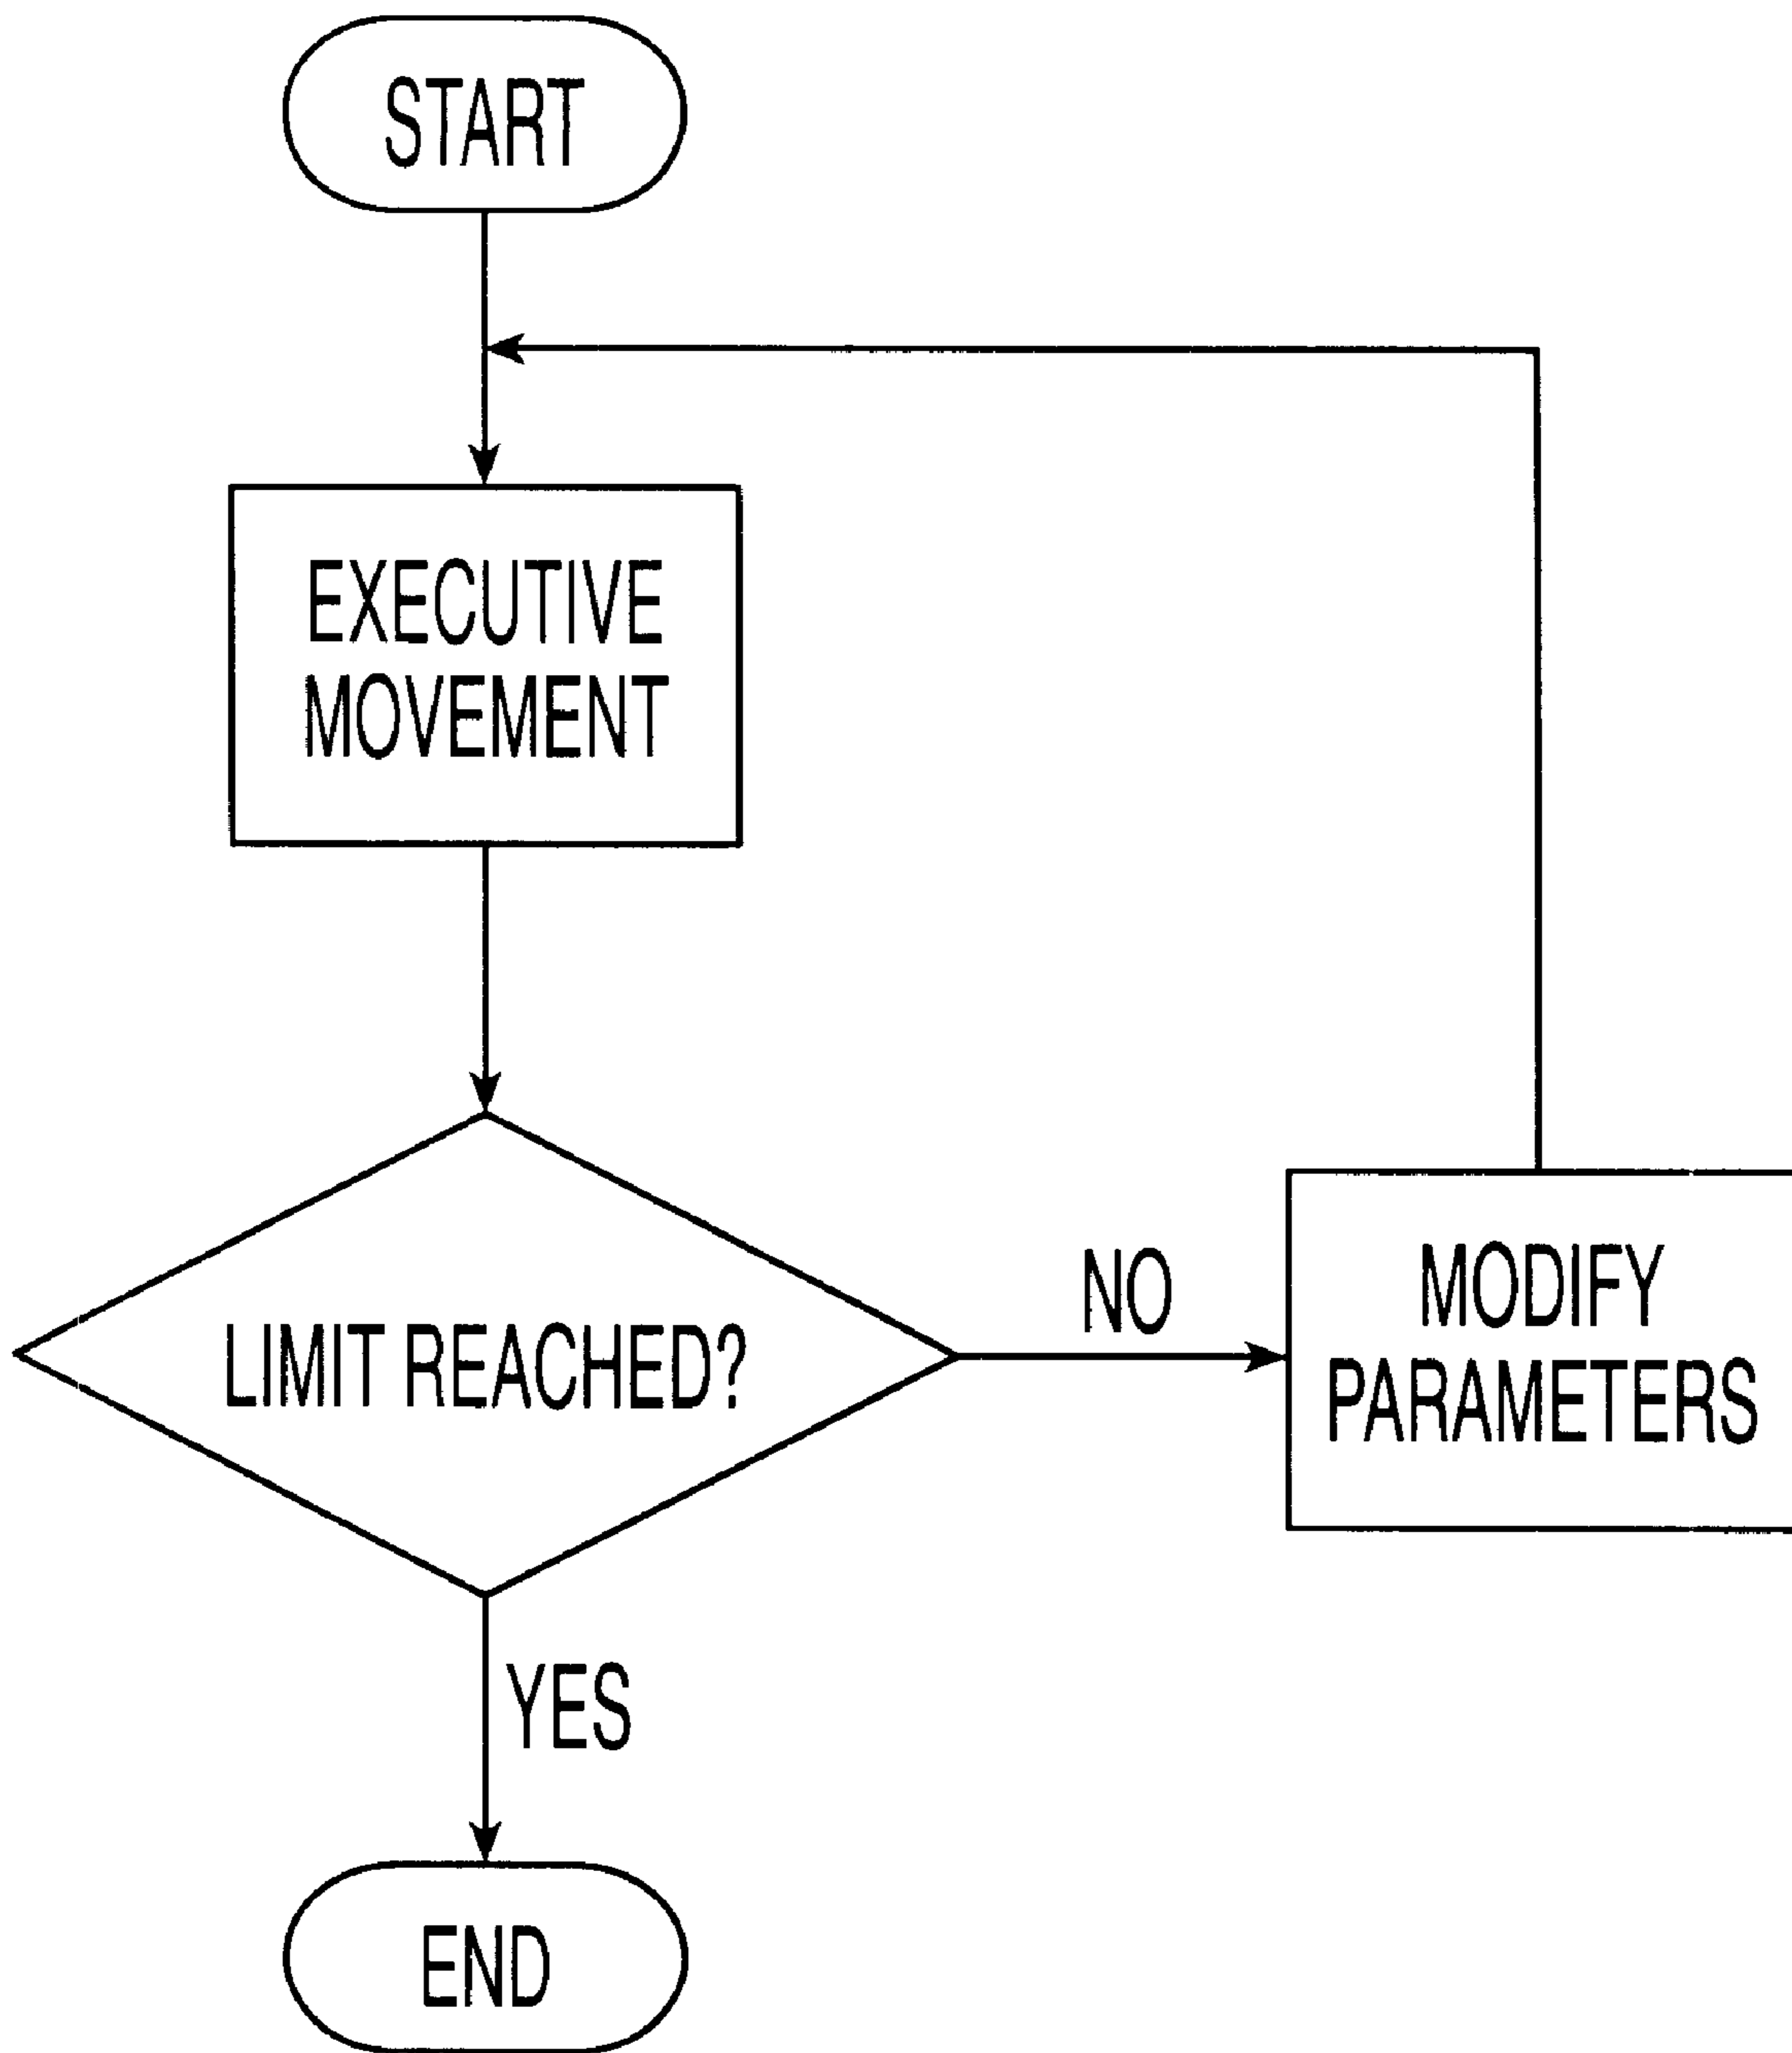 START
EXECUTIVE
MOVEMENT
LIMIT REACHED?
NO
MODIFY
PARAMETERS
YES
END